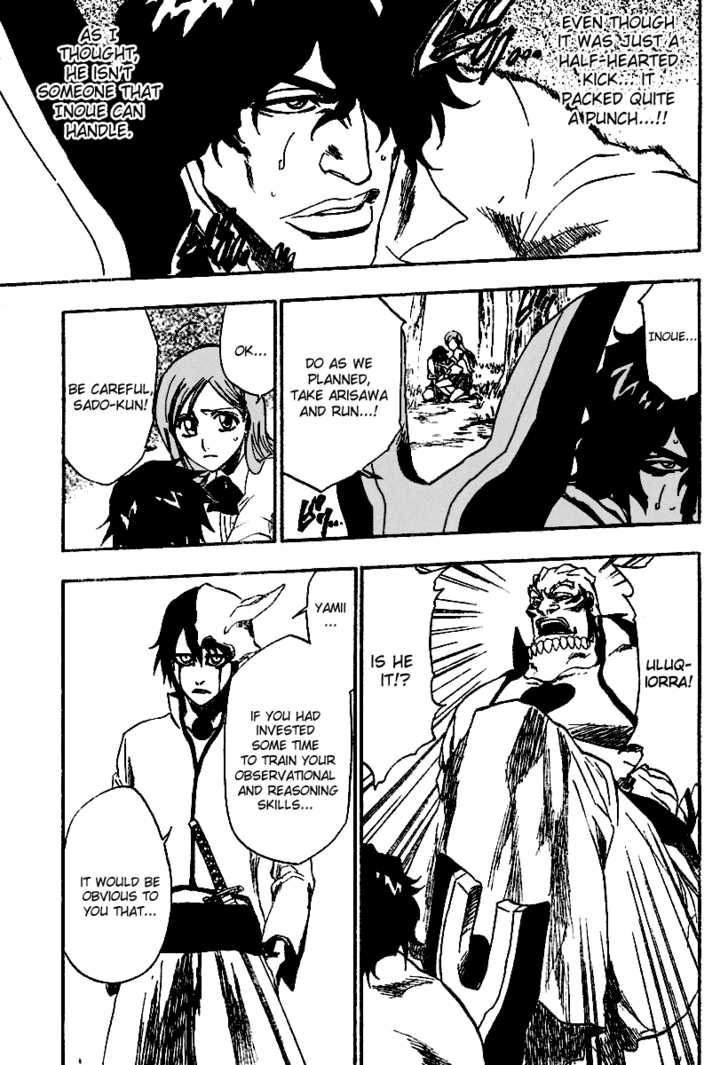 EVEN THOUGH
IT WAS JUST A
HALF-HEARTED
KICK... IT
PACKED QUITE
A PUNCH...!!
AS I
THOUGHT,
HE ISN'T
SOMEONE THAT
INOUE CAN
HANDLE.
INOUE...
DO AS WE
PLANNED,
TAKE ARISAWA
AND RUN...!
OK...
BE CAREFUL,
SADO-KUN!
ULUQ-
IORRA!
IS HE
IT!?
YAMII
...
IF YOU HAD
INVESTED
SOME TIME
TO TRAIN YOUR
OBSERVATIONAL
AND REASONING
SKILLS...
IT WOULD BE
OBVIOUS TO
YOU THAT...